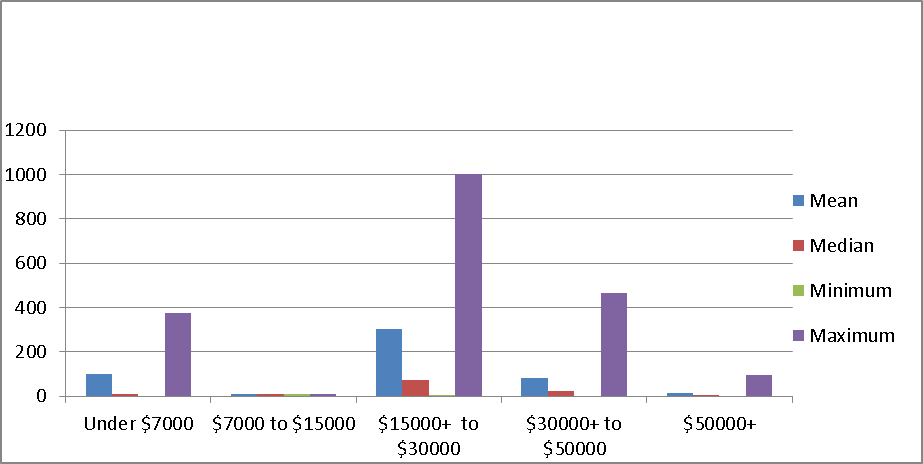 1200
1000
800
600
400
200
0
Under $7000
$7000 to $15000
$15000+ to
$30000
$30000+ to
$50000
$50000+
Mean
Median
Minimum
Maximum